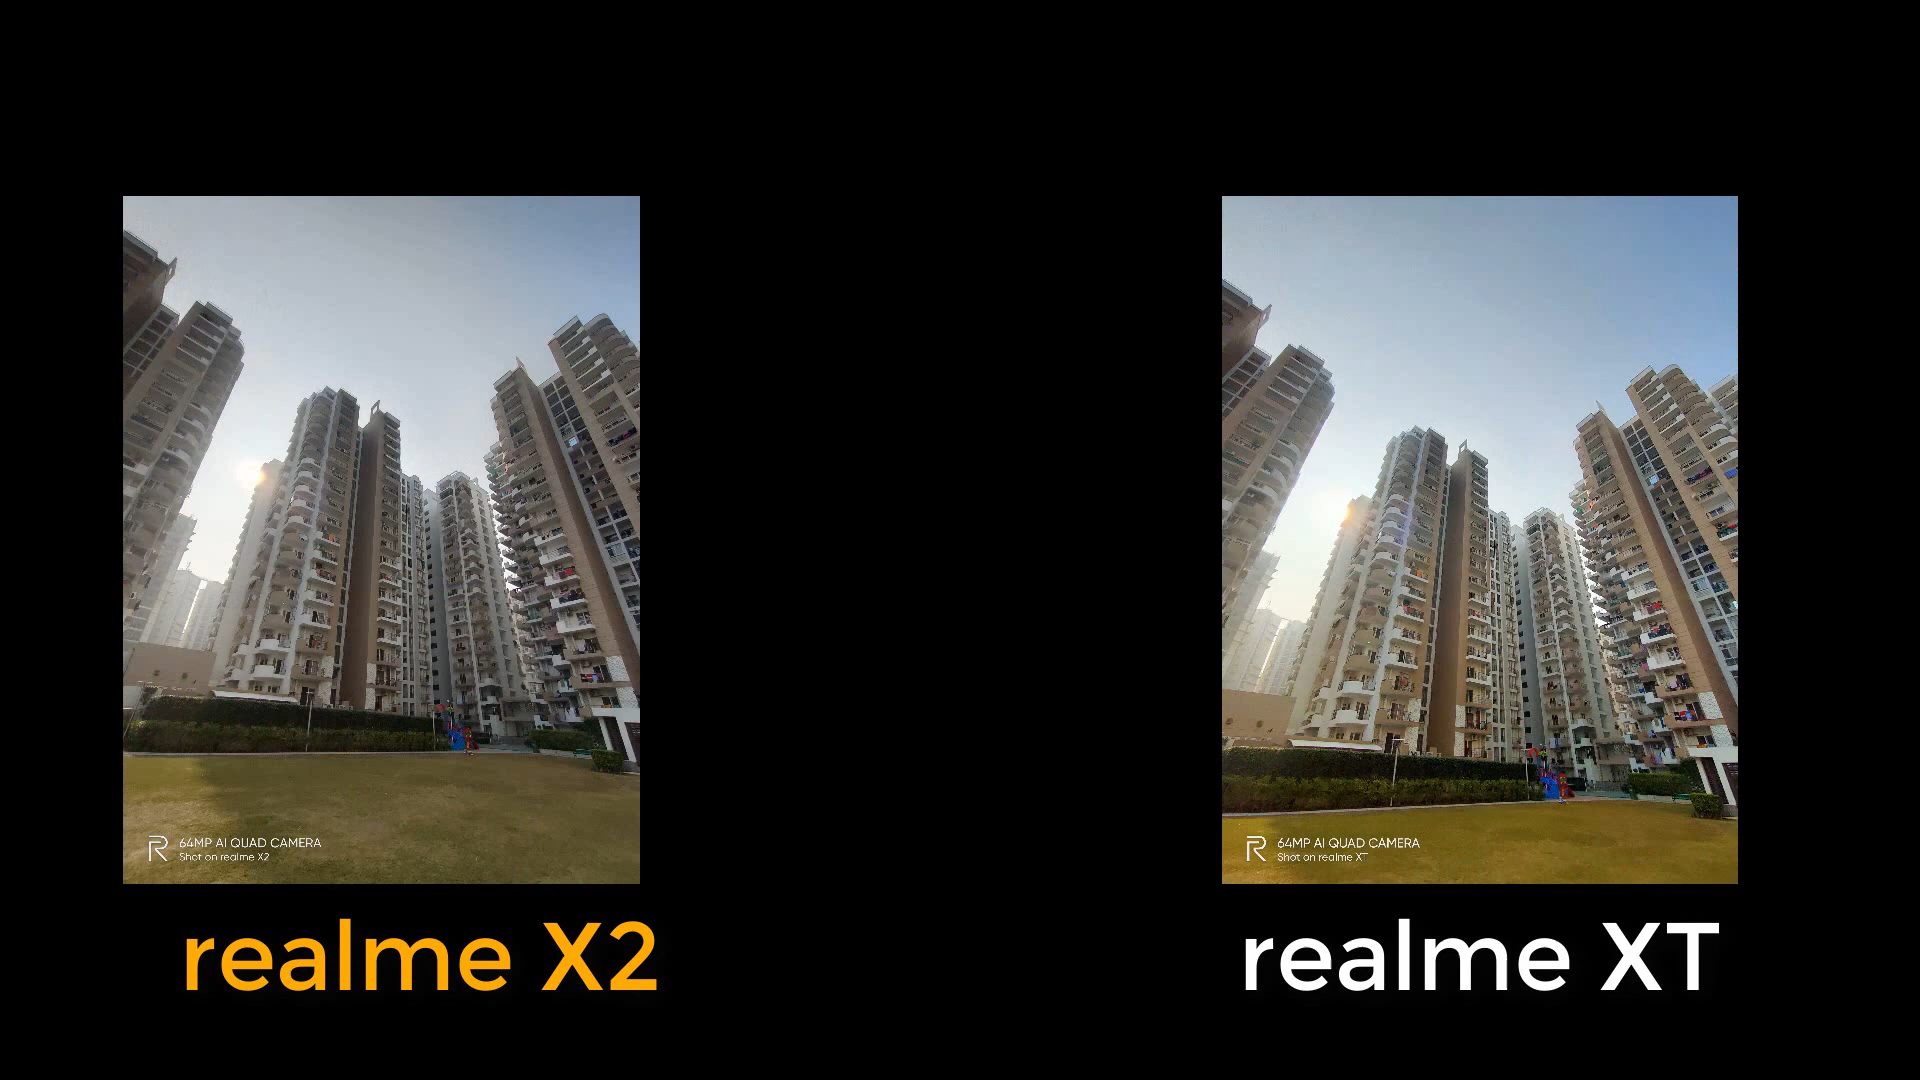 64MP AI QUAD CAMERA
Shot on realme X2
64MP AI QUAD CAMERA
Shot on realme XT
realme X2
realme XT